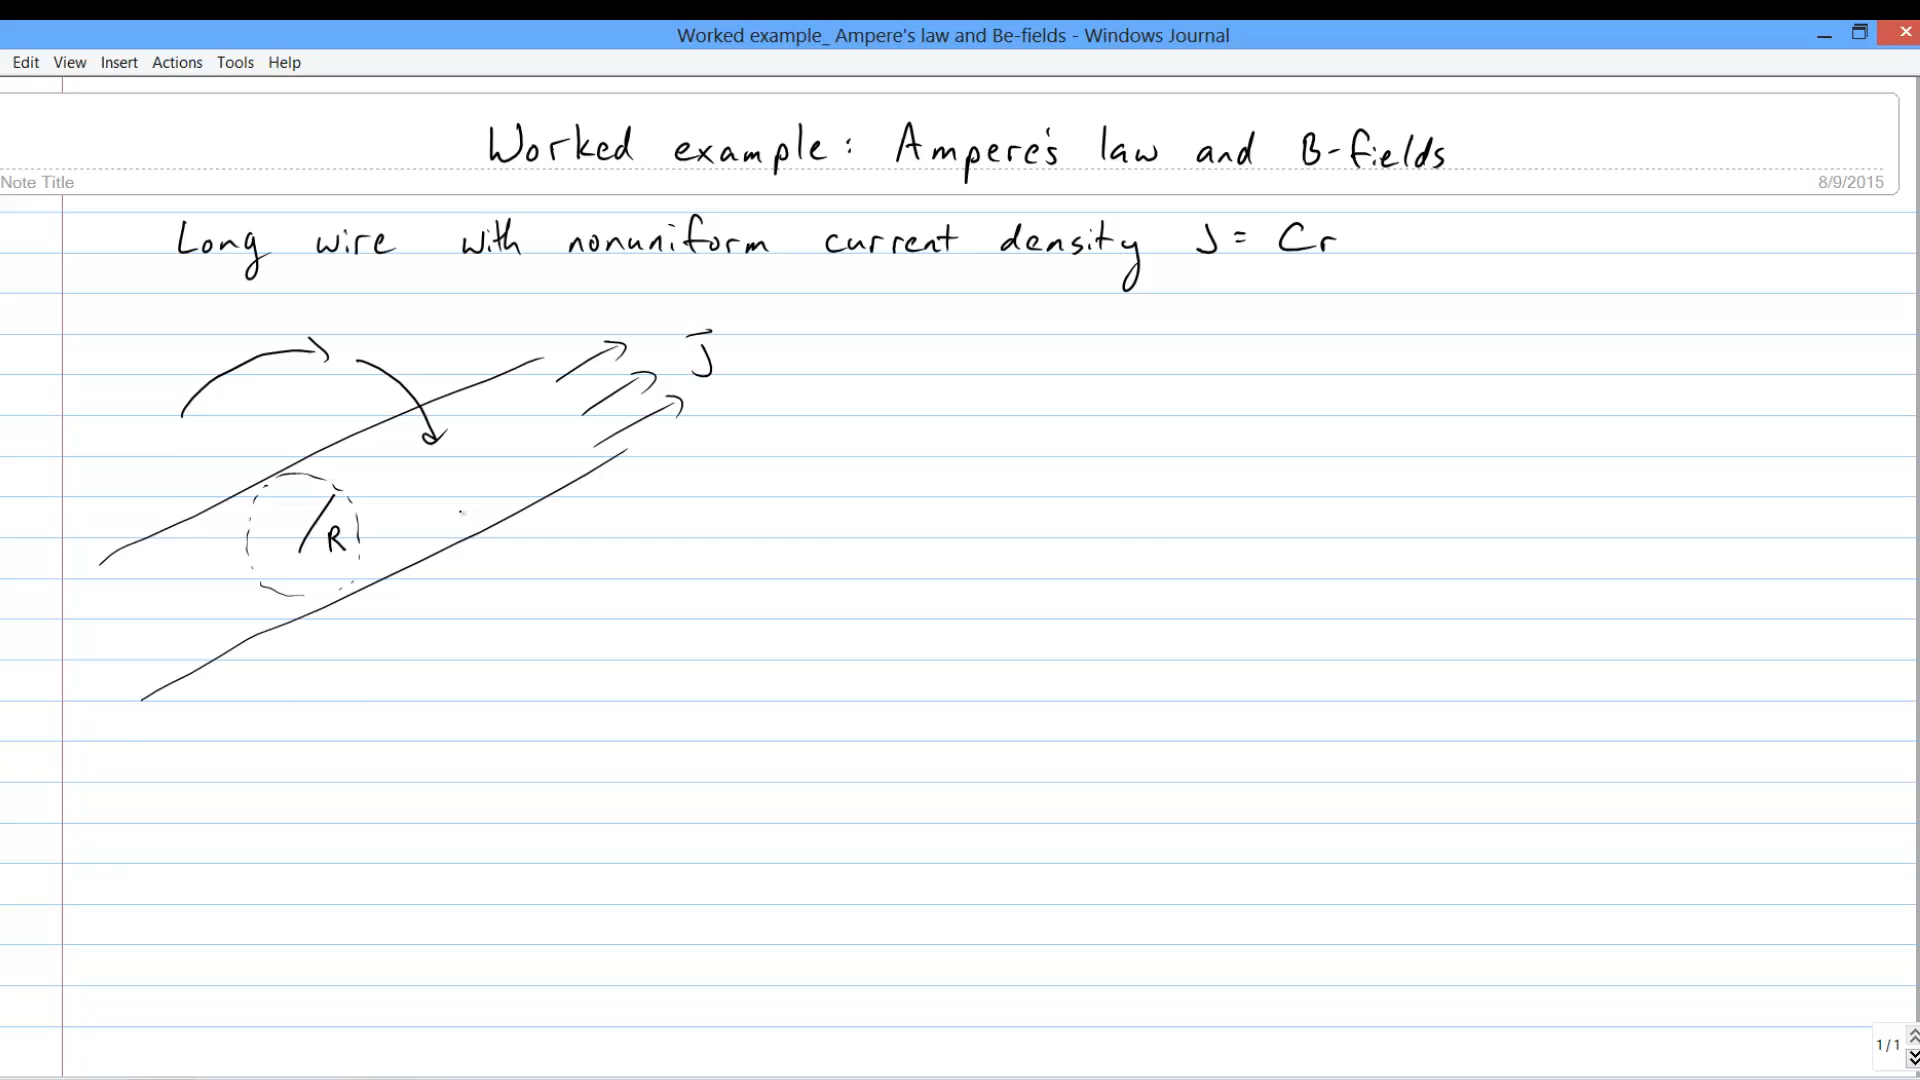 Worked example_ Ampere's law and Be-fields - Windows Journal
Edit View Insert Actions Tools Help
Worked example: Ampere's law and B-fields
Note Title
8/9/2015
Long wire with nonuniform current density J = Cr
J⃗
R
1/1